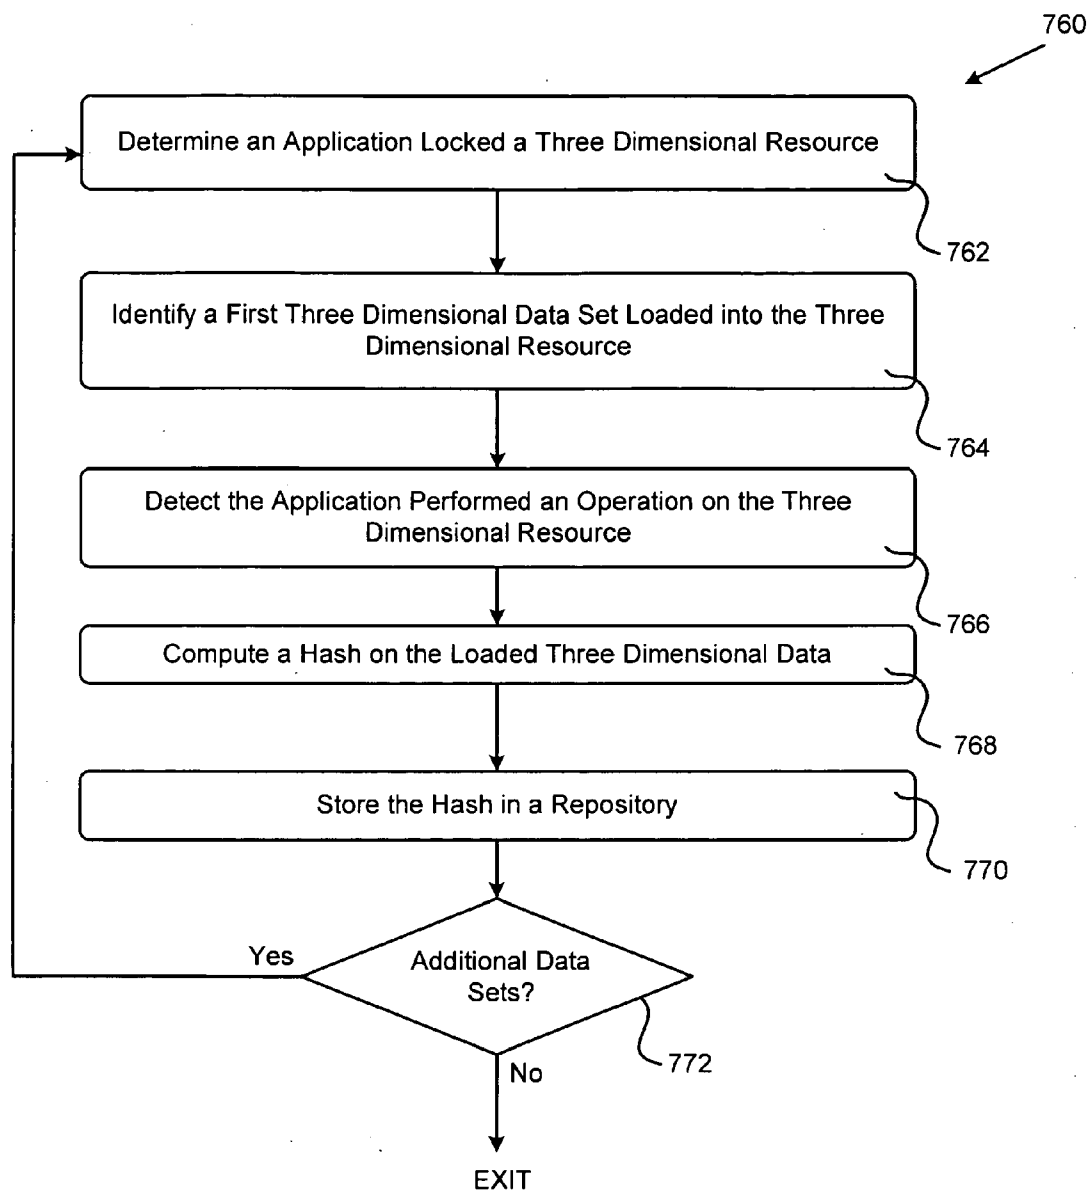 760
Determine an Application Locked a Three Dimensional Resource
762
Identify a First Three Dimensional Data Set Loaded into the Three
Dimensional Resource
764
Detect the Application Performed an Operation on the Three
Dimensional Resource
766
Compute a Hash on the Loaded Three Dimensional Data
768
Store the Hash in a Repository
770
Yes
Additional Data
Sets?
772
No
EXIT